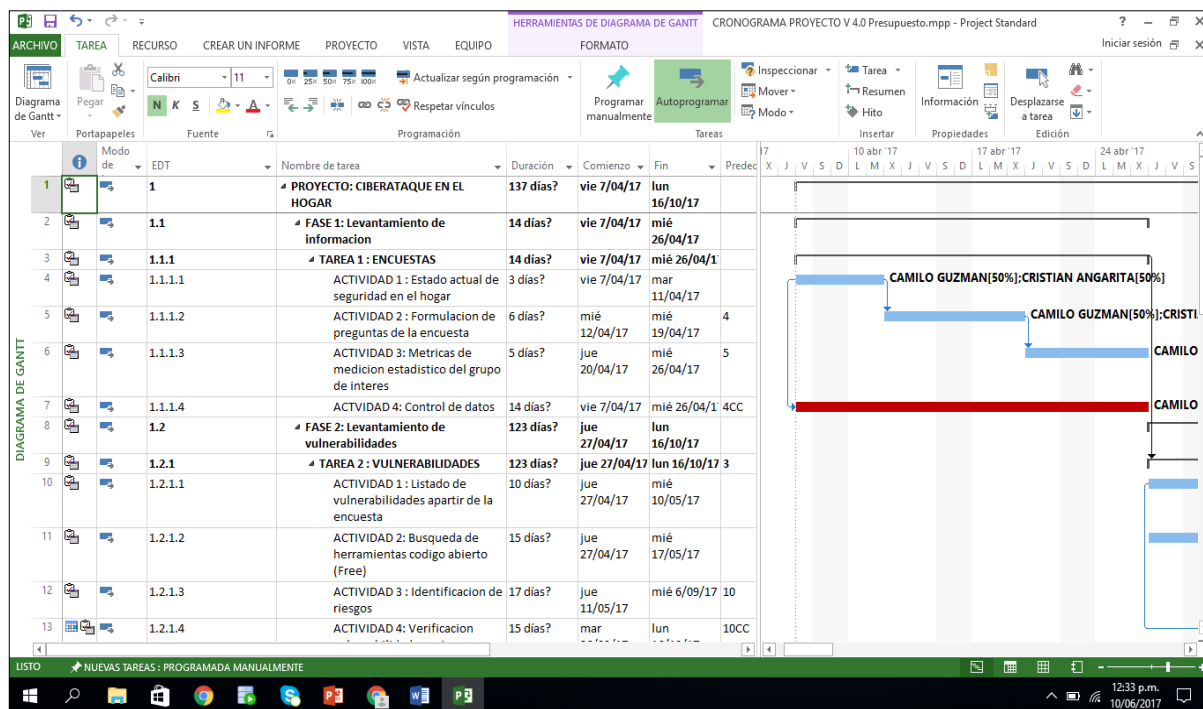 HERRAMIENTAS DE DIAGRAMA DE GANTT CRONOGRAMA PROYECTO V 4.0 Presupuesto.mpp - Project Standard
ARCHIVO TAREA RECURSO CREAR UN INFORME PROYECTO VISTA EQUIPO FORMATO Iniciar sesión
Diagrama de Gantt
Pegar
Calibri 11
N K S
0% 25% 50% 75% 100%
Actualizar según programación
Respetar vínculos
Programar manualmente
Autoprogramar
Inspeccionar
Mover
Modo
Tarea
Resumen
Hito
Información
Desplazarse a tarea
Ver Portapapeles Fuente Programación Tareas Insertar Propiedades Edición
Modo de EDT Nombre de tarea Duración Comienzo Fin Predec
17 10 abr '17 17 abr '17 24 abr '17
X J V S D L M X J V S D L M X J V S D L M X J V S
1 1 PROYECTO: CIBERATAQUE EN EL HOGAR 137 días? vie 7/04/17 lun 16/10/17
2 1.1 FASE 1: Levantamiento de informacion 14 días? vie 7/04/17 mié 26/04/17
3 1.1.1 TAREA 1 : ENCUESTAS 14 días? vie 7/04/17 mié 26/04/1
4 1.1.1.1 ACTIVIDAD 1 : Estado actual de seguridad en el hogar 3 días? vie 7/04/17 mar 11/04/17
CAMILO GUZMAN[50%];CRISTIAN ANGARITA[50%]
5 1.1.1.2 ACTIVIDAD 2 : Formulacion de preguntas de la encuesta 6 días? mié 12/04/17 mié 19/04/17 4
CAMILO GUZMAN[50%];CRISTI
6 1.1.1.3 ACTIVIDAD 3: Metricas de medicion estadistico del grupo de interes 5 días? jue 20/04/17 mié 26/04/17 5
CAMILO
7 1.1.1.4 ACTVIDAD 4: Control de datos 14 días? vie 7/04/17 mié 26/04/1 4CC
CAMILO
8 1.2 FASE 2: Levantamiento de vulnerabilidades 123 días? jue 27/04/17 lun 16/10/17
9 1.2.1 TAREA 2 : VULNERABILIDADES 123 días? jue 27/04/17 lun 16/10/17 3
10 1.2.1.1 ACTIVIDAD 1 : Listado de vulnerabilidades apartir de la encuesta 10 días? jue 27/04/17 mié 10/05/17
11 1.2.1.2 ACTIVIDAD 2: Busqueda de herramientas codigo abierto (Free) 15 días? jue 27/04/17 mié 17/05/17
12 1.2.1.3 ACTIVIDAD 3 : Identificacion de riesgos 17 días? jue 11/05/17 mié 6/09/17 10
13 1.2.1.4 ACTIVIDAD 4: Verificacion 15 días? mar lun 10CC
DIAGRAMA DE GANTT
LISTO NUEVAS TAREAS : PROGRAMADA MANUALMENTE
12:33 p.m.
10/06/2017